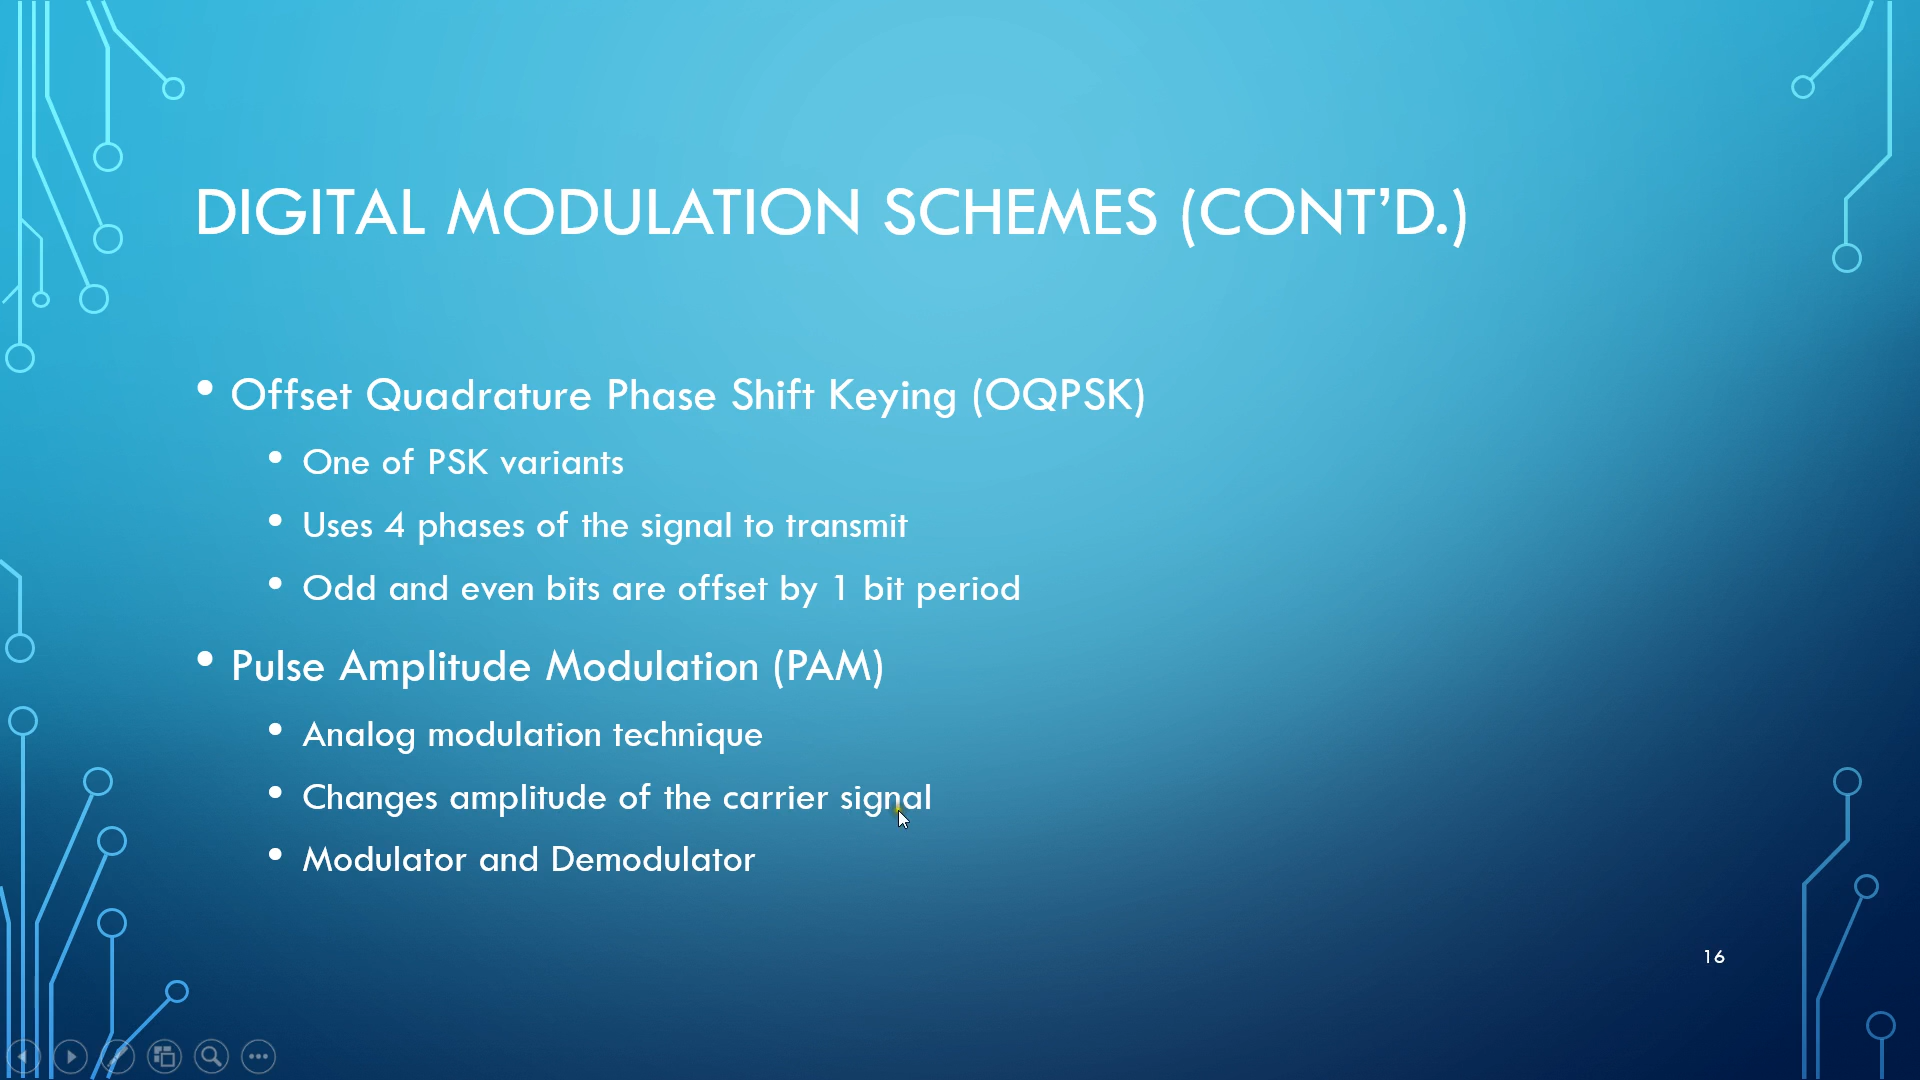 DIGITAL MODULATION SCHEMES (CONT’D.)
• Offset Quadrature Phase Shift Keying (OQPSK)
• One of PSK variants
• Uses 4 phases of the signal to transmit
• Odd and even bits are offset by 1 bit period
• Pulse Amplitude Modulation (PAM)
• Analog modulation technique
• Changes amplitude of the carrier signal
• Modulator and Demodulator
16